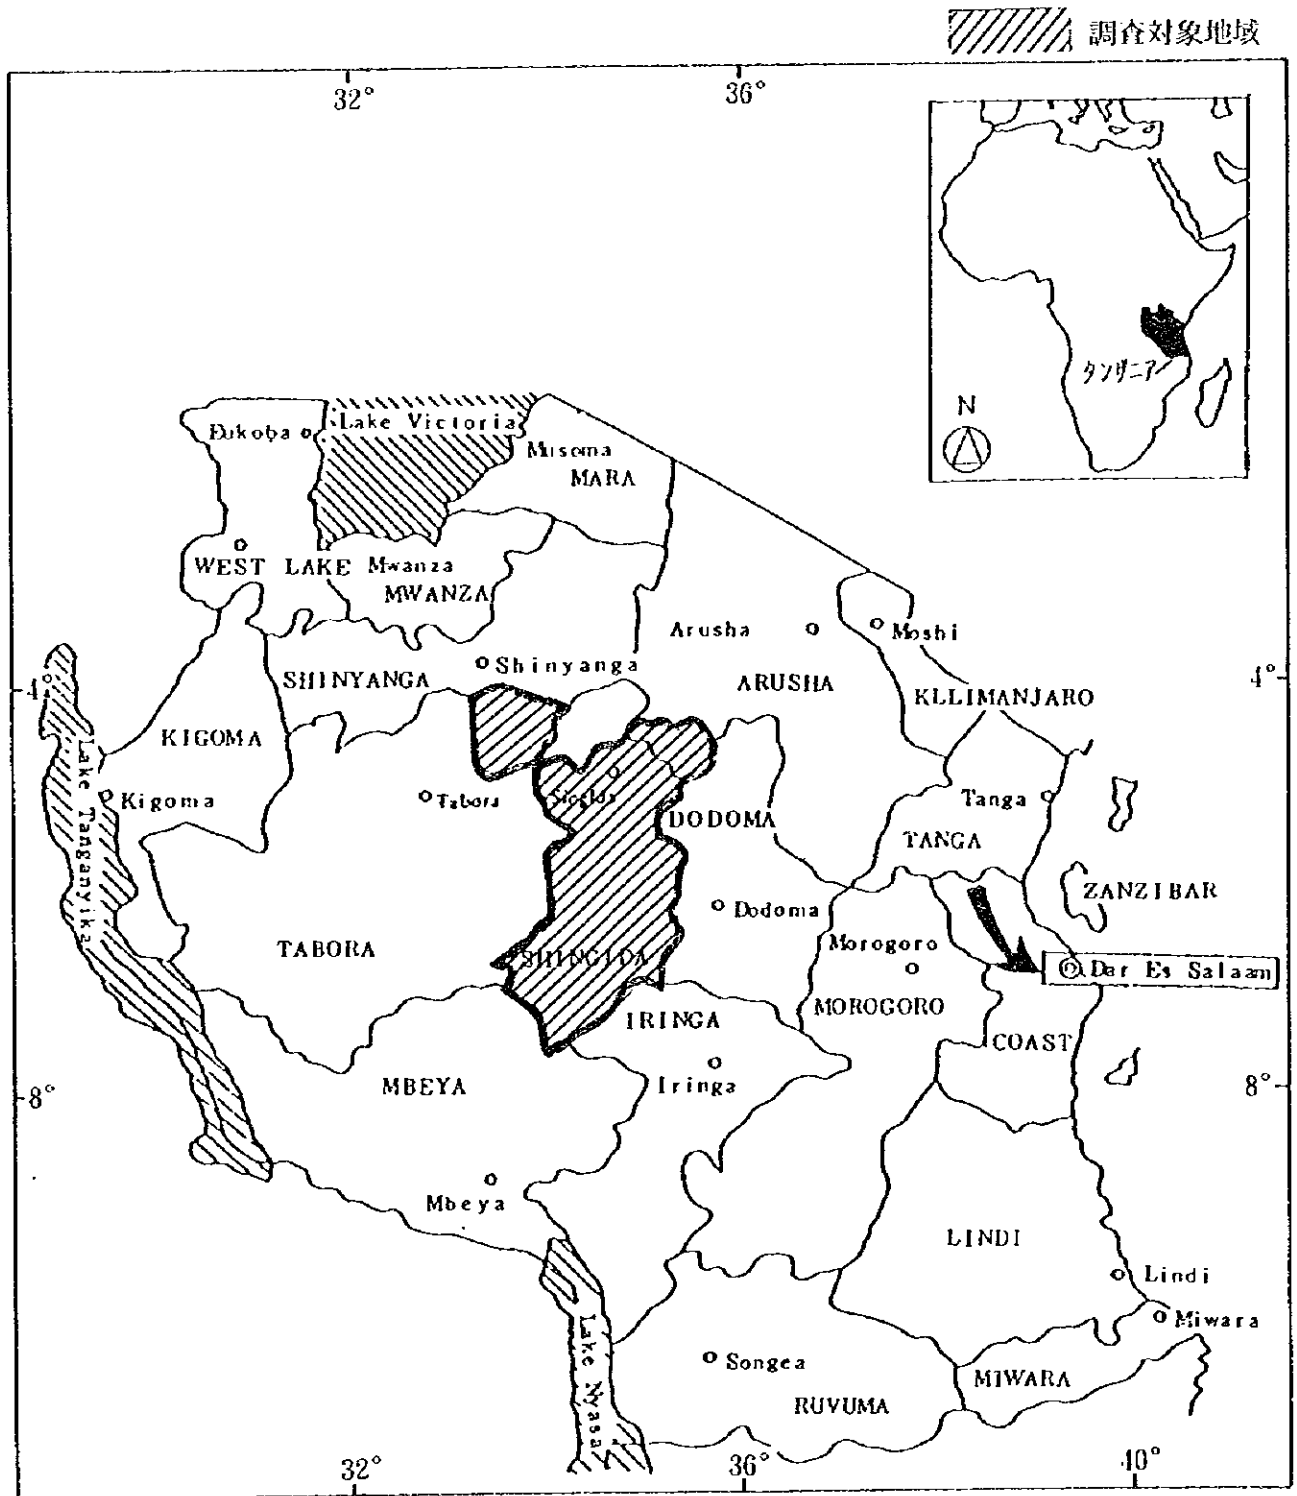 調査対象地域
32°
36°
タンザニア
N
Lake Victoria
Musoma
MARA
WEST LAKE
Mwanza
MWANZA
Arusha
Moshi
Shinyanga
SHINYANGA
ARUSHA
KLLIMANJARO
4°
4°
KIGOMA
Kigoma
Lake Tanganyika
Tabora
DODOMA
Tanga
TANGA
ZANZIBAR
Dodoma
TABORA
SHINGIDA
Morogoro
Dar Es Salaam
MOROGORO
IRINGA
COAST
MBEYA
Iringa
8°
8°
Mbeya
LINDI
Lindi
Miwara
Lake Nyasa
Songea
MIWARA
RUVUMA
32°
36°
40°